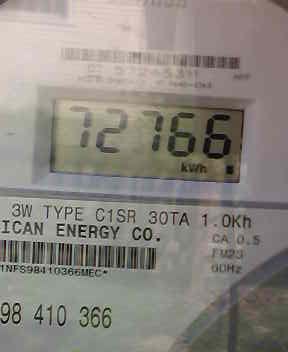 72766
kWh
3W TYPE C1SR 30TA 1.0Kh
ICAN ENERGY CO.
CA 0.5
FM2S
60Hz
1NFS98410366MEC*
98 410 366